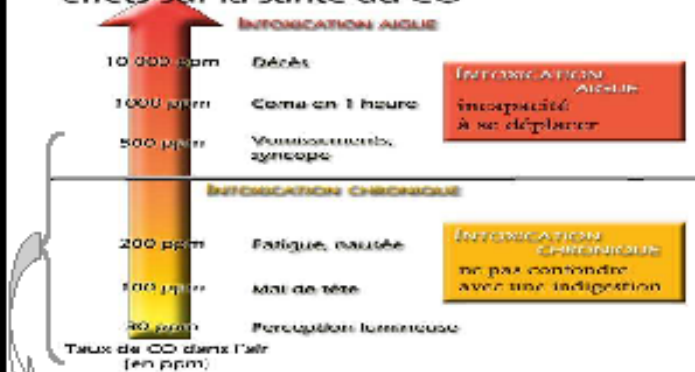 effets sur la santé du CO
INTOXICATION AIGUE
10 000 ppm Décès
1000 ppm Coma en 1 heure
500 ppm Vomissements,
syncope
INTOXICATION
AIGUE
incapacité
à se déplacer
INTOXICATION CHRONIQUE
200 ppm Fatigue, nausée
100 ppm Mal de tête
ppm Perception lumineuse
INTOXICATION
CHRONIQUE
ne pas confondre
avec une indigestion
Taux de CO dans l'air
(en ppm)